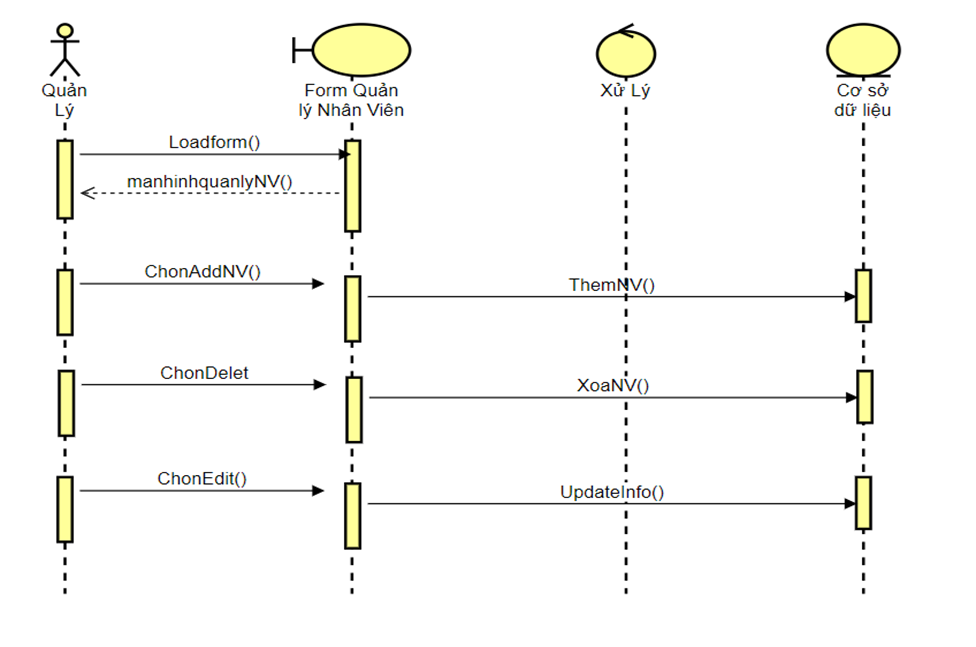 Quản
Lý
Form Quản
lý Nhân Viên
Xử Lý
Cơ sở
dữ liệu
Loadform()
manhinhquanlyNV()
ChonAddNV()
ThemNV()
ChonDelet
XoaNV()
ChonEdit()
UpdateInfo()